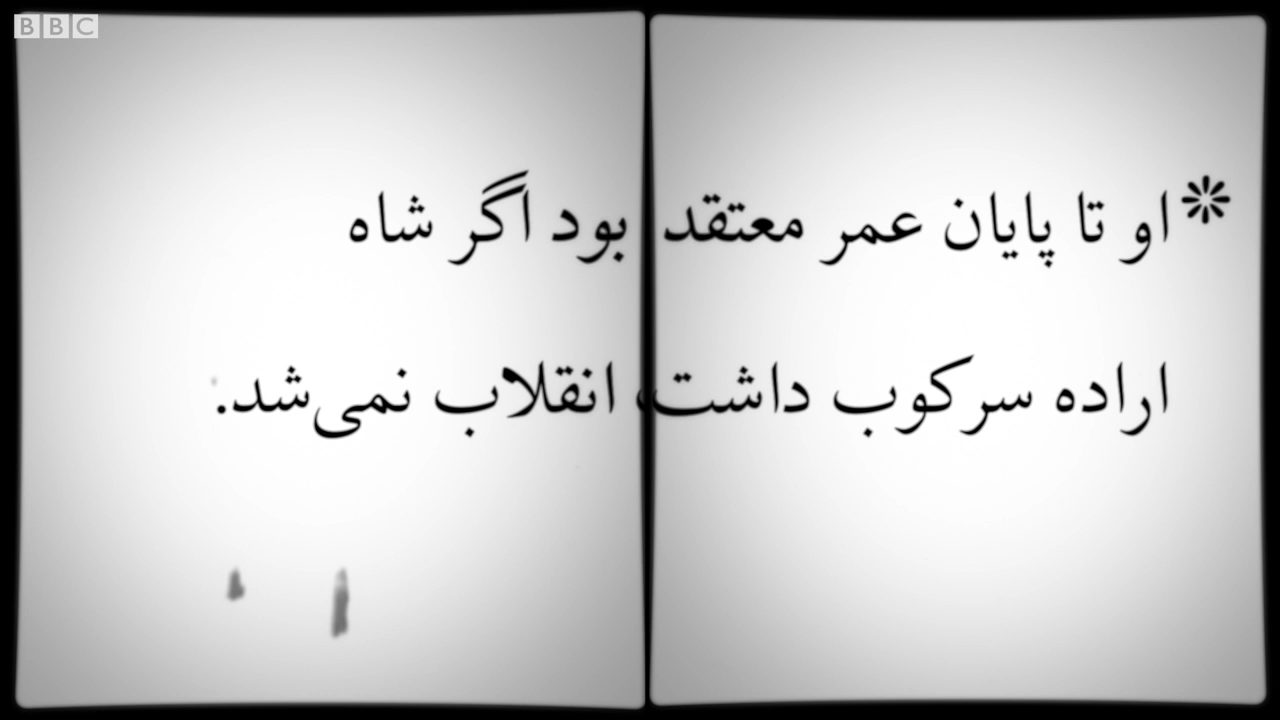 BBC
❊او تا پایان عمر معتقد بود اگر شاه
اراده سرکوب داشت انقلاب نمی‌شد.